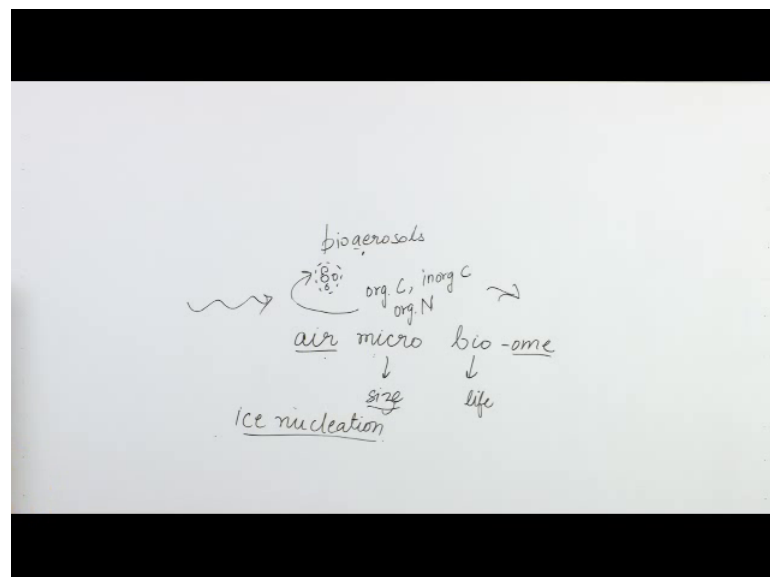 bioaerosols
org. C, inorg C
org. N
air micro bio -ome
size life
Ice nucleation